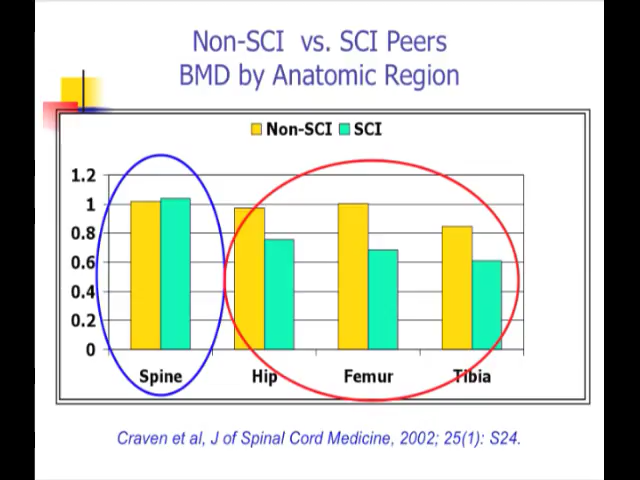 Non-SCI vs. SCI Peers
BMD by Anatomic Region
Non-SCI SCI
1.2
1
0.8
0.6
0.4
0.2
0
Spine Hip Femur Tibia
Craven et al, J of Spinal Cord Medicine, 2002; 25(1): S24.